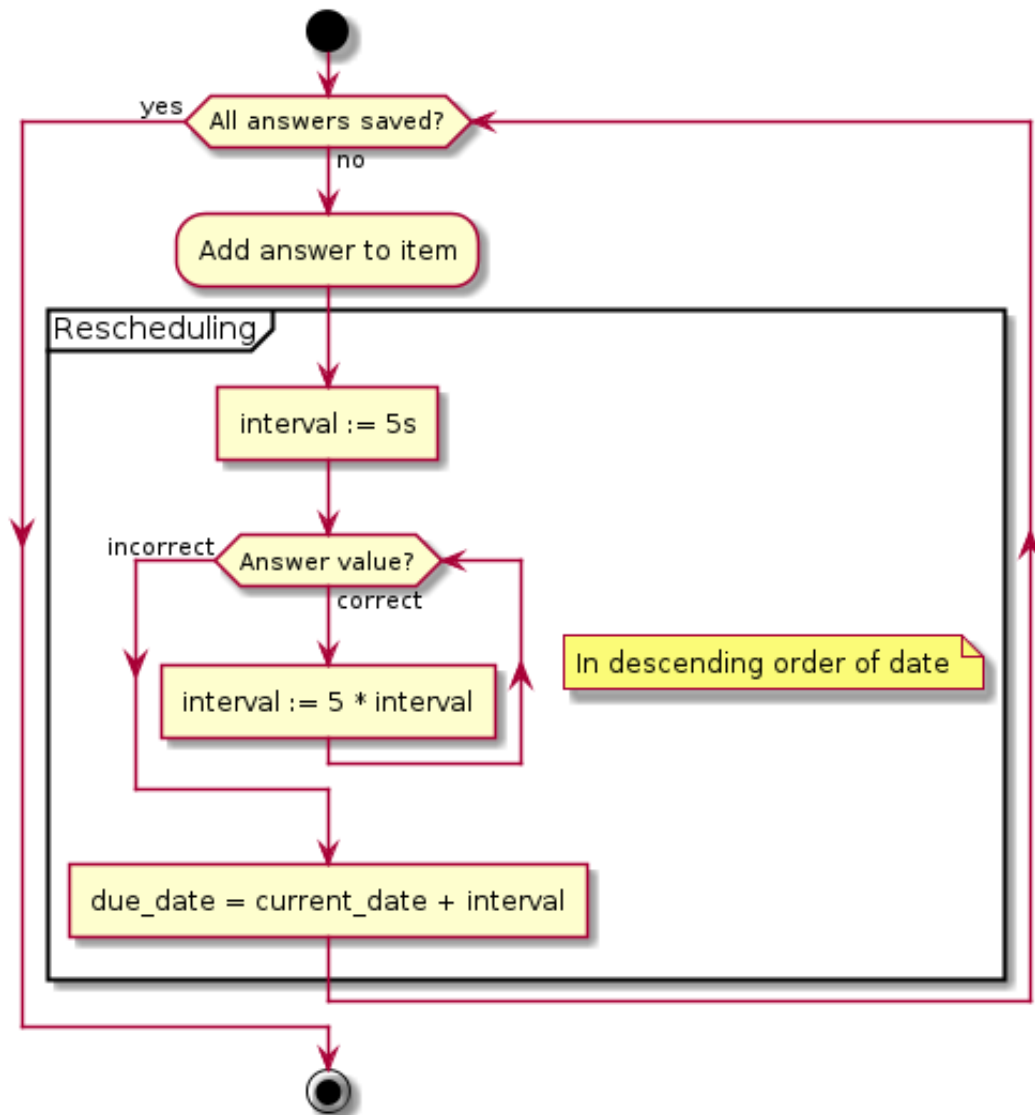 yes
All answers saved?
no
Add answer to item
Rescheduling
interval := 5s
incorrect
Answer value?
correct
In descending order of date
interval := 5 * interval
due_date = current_date + interval